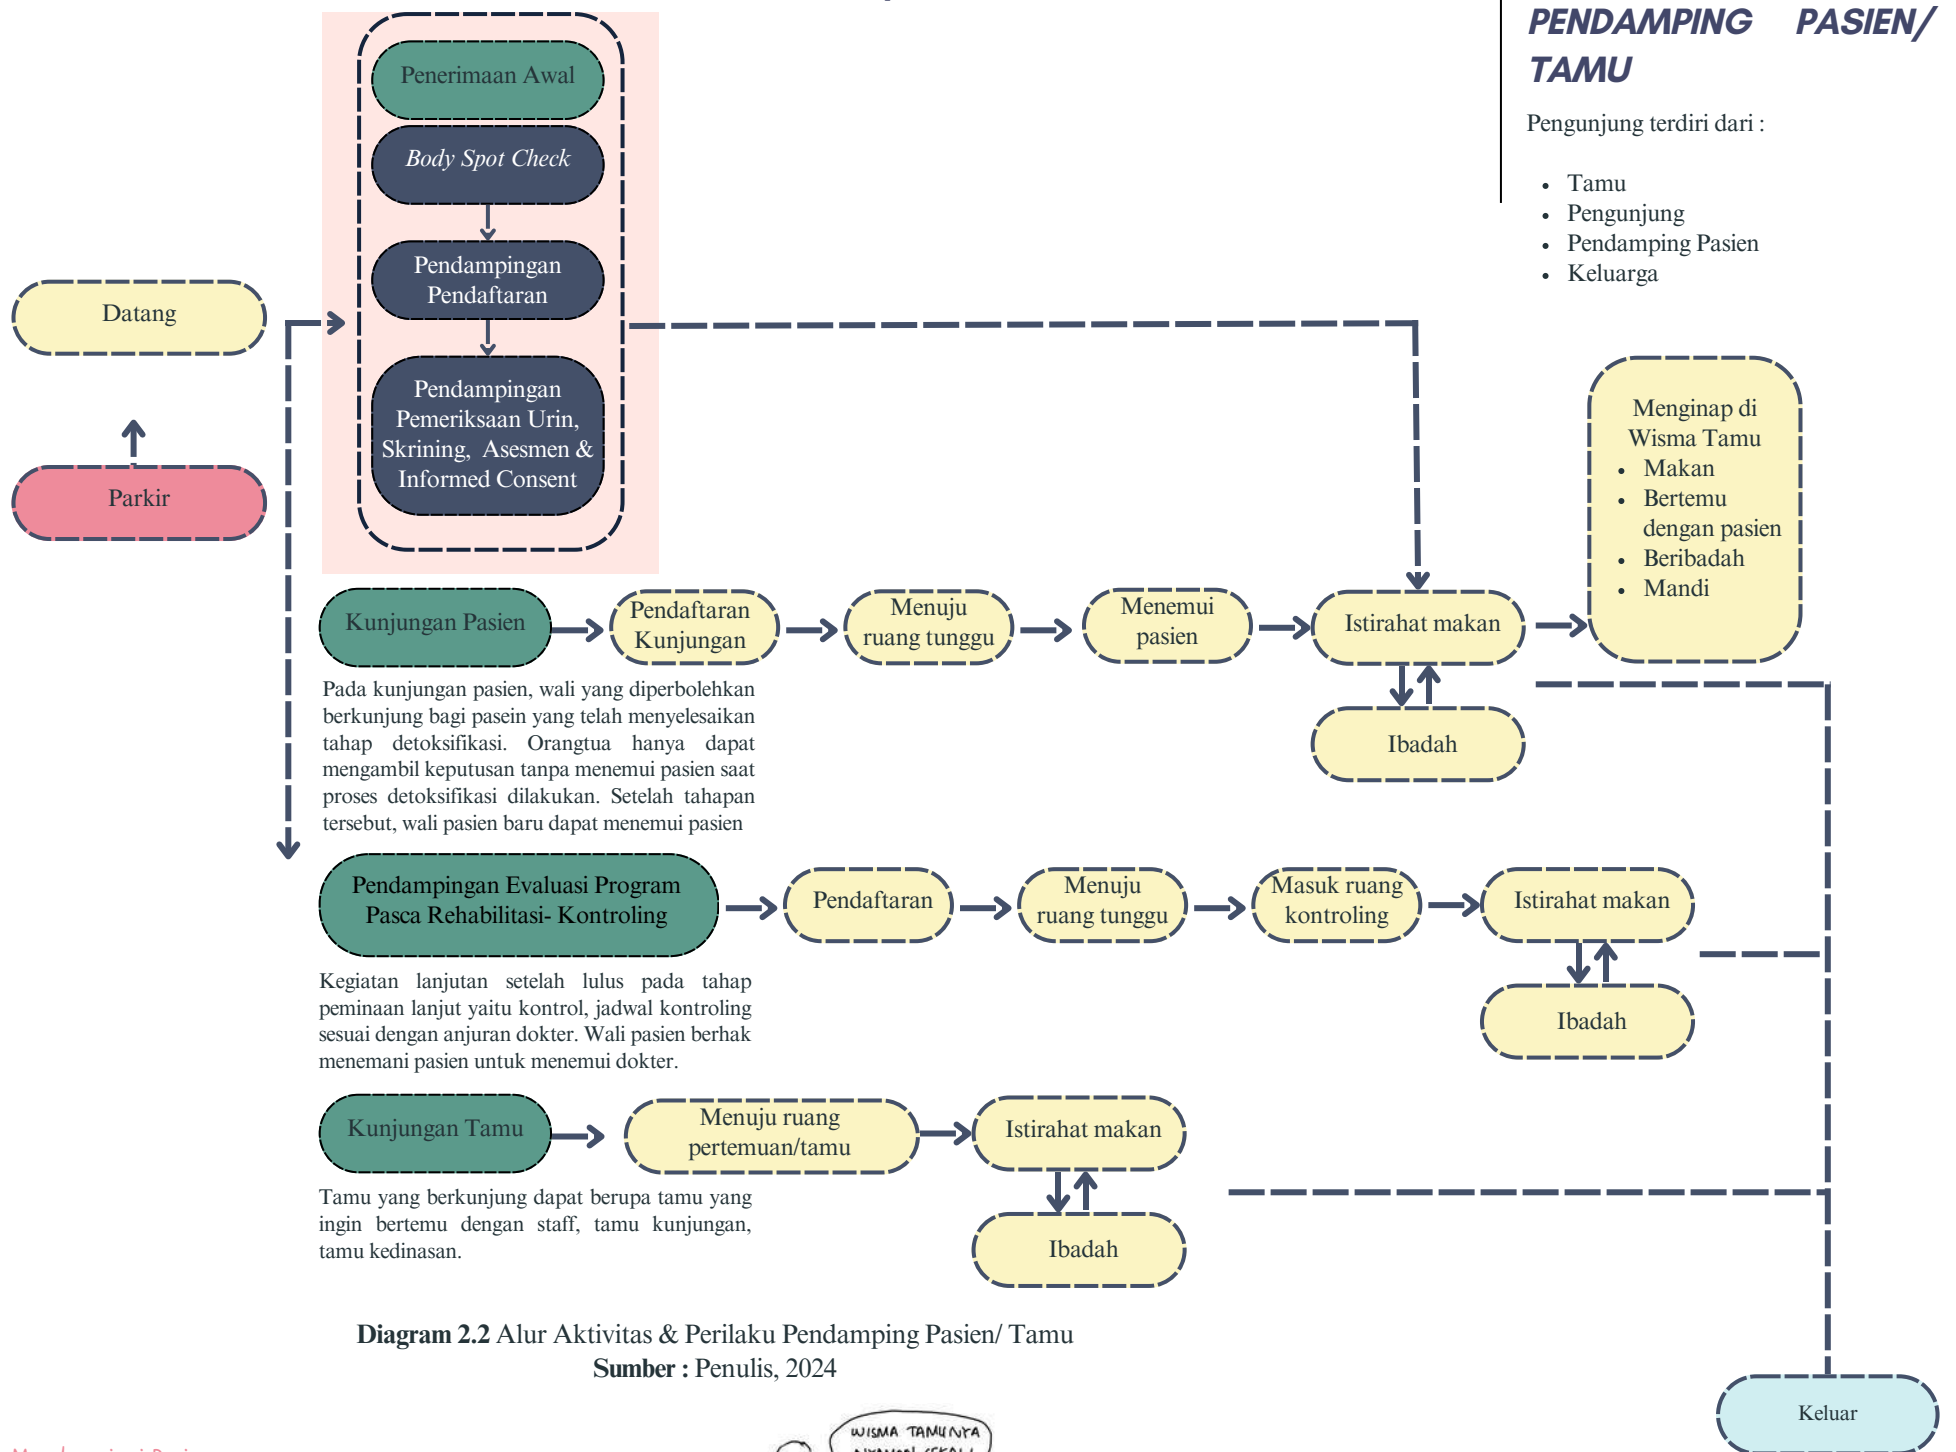 PENDAMPING PASIEN/
TAMU
Pengunjung terdiri dari :
• Tamu
• Pengunjung
• Pendamping Pasien
• Keluarga
Penerimaan Awal
Body Spot Check
Pendampingan
Pendaftaran
Pendampingan
Pemeriksaan Urin,
Skrining, Asesmen &
Informed Consent
Datang
Parkir
Menginap di
Wisma Tamu
• Makan
• Bertemu
dengan pasien
• Beribadah
• Mandi
Kunjungan Pasien
Pendaftaran
Kunjungan
Menuju
ruang tunggu
Menemui
pasien
Istirahat makan
Ibadah
Pada kunjungan pasien, wali yang diperbolehkan
berkunjung bagi pasein yang telah menyelesaikan
tahap detoksifikasi. Orangtua hanya dapat
mengambil keputusan tanpa menemui pasien saat
proses detoksifikasi dilakukan. Setelah tahapan
tersebut, wali pasien baru dapat menemui pasien
Pendampingan Evaluasi Program
Pasca Rehabilitasi- Kontroling
Pendaftaran
Menuju
ruang tunggu
Masuk ruang
kontroling
Istirahat makan
Ibadah
Kegiatan lanjutan setelah lulus pada tahap
peminaan lanjut yaitu kontrol, jadwal kontroling
sesuai dengan anjuran dokter. Wali pasien berhak
menemani pasien untuk menemui dokter.
Kunjungan Tamu
Menuju ruang
pertemuan/tamu
Istirahat makan
Ibadah
Tamu yang berkunjung dapat berupa tamu yang
ingin bertemu dengan staff, tamu kunjungan,
tamu kedinasan.
Diagram 2.2 Alur Aktivitas & Perilaku Pendamping Pasien/ Tamu
Sumber : Penulis, 2024
Keluar
WISMA TAMUNYA